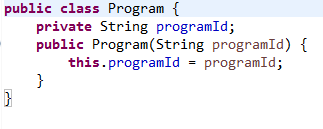 public class Program {
    private String programId;
    public Program(String programId) {
        this.programId = programId;
    }
}